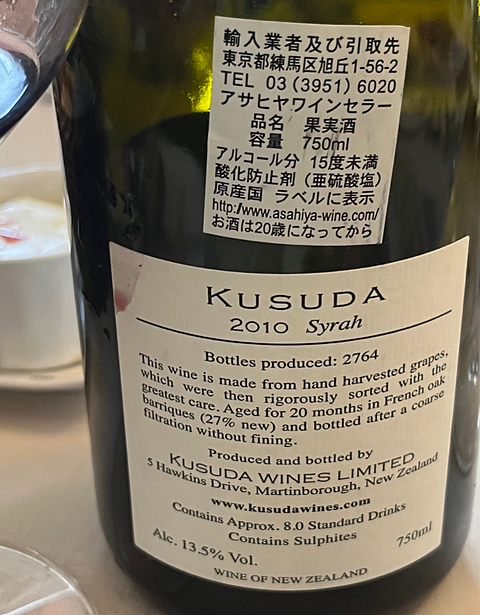 輸入業者及び引取先
東京都練馬区旭丘1-56-2
TEL 03 (3951) 6020
アサヒヤワインセラー
品名 果実酒
容量 750ml
アルコール分 15度未満
酸化防止剤（亜硫酸塩）
原産国 ラベルに表示
http://www.asahiya-wine.com/
お酒は20歳になってから
KUSUDA
2010 Syrah
Bottles produced: 2764
This wine is made from hand harvested grapes,
which were then rigorously sorted with the
greatest care. Aged for 20 months in French oak
barriques (27% new) and bottled after a coarse
filtration without fining.
Produced and bottled by
KUSUDA WINES LIMITED
5 Hawkins Drive, Martinborough, New Zealand
www.kusudawines.com
Contains Approx. 8.0 Standard Drinks
Contains Sulphites
Alc. 13.5% Vol. 750ml
WINE OF NEW ZEALAND